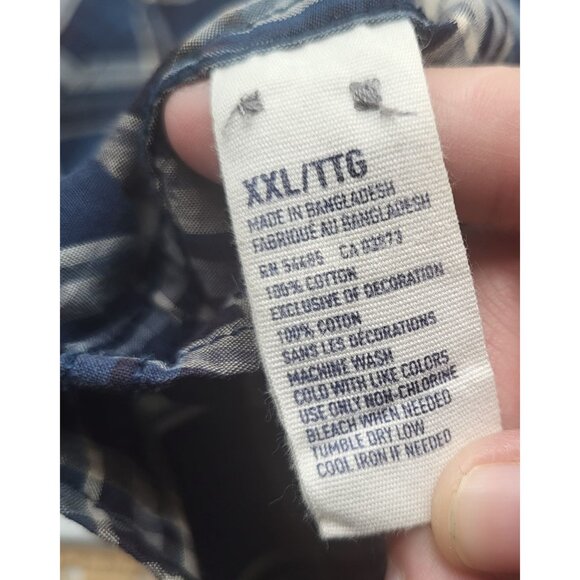 XXL/TTG
MADE IN BANGLADESH
FABRIQUÉ AU BANGLADESH
RN 54485 CA 03873
100% COTTON
EXCLUSIVE OF DECORATION
100% COTON
SANS LES DÉCORATIONS
MACHINE WASH
COLD WITH LIKE COLORS
USE ONLY NON-CHLORINE
BLEACH WHEN NEEDED
TUMBLE DRY LOW
COOL IRON IF NEEDED